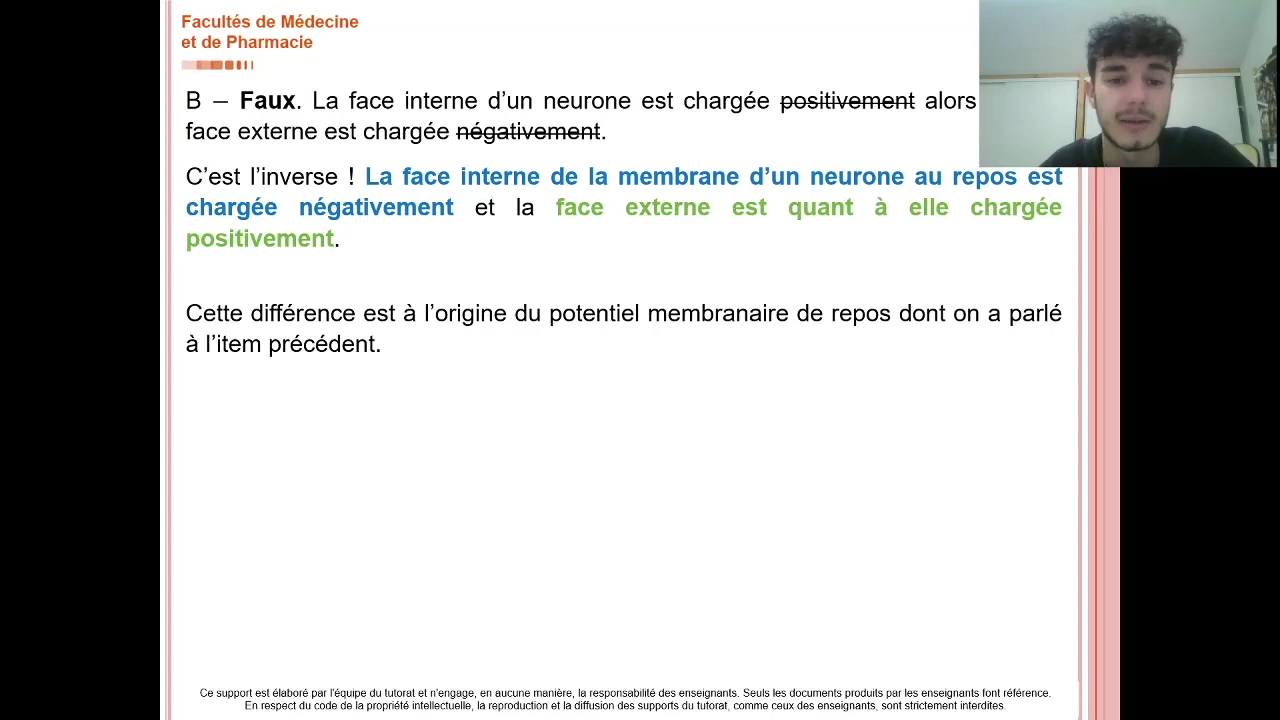 Facultés de Médecine
et de Pharmacie
B – Faux. La face interne d’un neurone est chargée positivement alors
face externe est chargée négativement.
C’est l’inverse ! La face interne de la membrane d’un neurone au repos est
chargée négativement et la face externe est quant à elle chargée
positivement.
Cette différence est à l’origine du potentiel membranaire de repos dont on a parlé
à l’item précédent.
Ce support est élaboré par l’équipe du tutorat et n’engage, en aucune manière, la responsabilité des enseignants. Seuls les documents produits par les enseignants font référence.
En respect du code de la propriété intellectuelle, la reproduction et la diffusion des supports du tutorat, comme ceux des enseignants, sont strictement interdites.